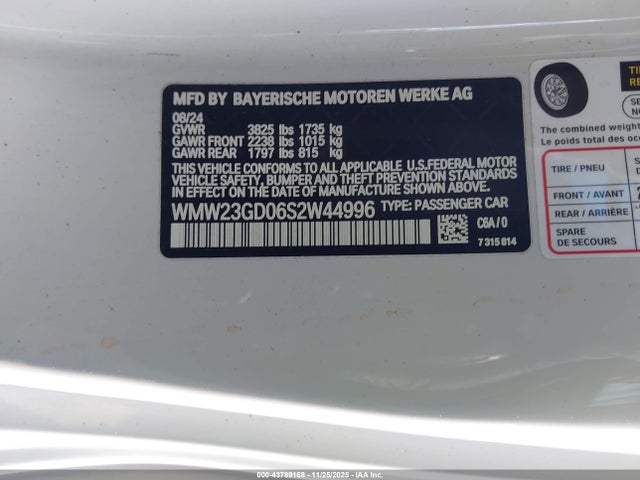 MFD BY BAYERISCHE MOTOREN WERKE AG
08/24
GVWR 3825 lbs 1735 kg
GAWR FRONT 2238 lbs 1015 kg
GAWR REAR 1797 lbs 815 kg
THIS VEHICLE CONFORMS TO ALL APPLICABLE U.S.FEDERAL MOTOR
VEHICLE SAFETY, BUMPER, AND THEFT PREVENTION STANDARDS
IN EFFECT ON THE DATE OF MANUFACTURE SHOWN ABOVE.
WMW23GD06S2W44996 TYPE: PASSENGER CAR
C6A/0
7315814
The combined weight
Le poids total des oc
TIRE / PNEU
FRONT / AVANT
REAR / ARRIÈRE
SPARE
DE SECOURS
000-43789168 - 11/25/2025 - IAA, Inc.